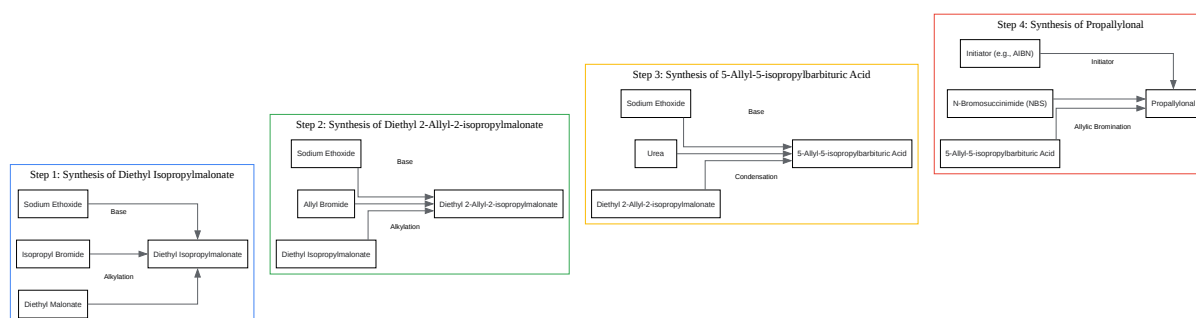 Step 1: Synthesis of Diethyl Isopropylmalonate
Sodium Ethoxide
Base
Isopropyl Bromide
Diethyl Isopropylmalonate
Alkylation
Diethyl Malonate
Step 2: Synthesis of Diethyl 2-Allyl-2-isopropylmalonate
Sodium Ethoxide
Base
Allyl Bromide
Diethyl 2-Allyl-2-isopropylmalonate
Alkylation
Diethyl Isopropylmalonate
Step 3: Synthesis of 5-Allyl-5-isopropylbarbituric Acid
Sodium Ethoxide
Base
Urea
5-Allyl-5-isopropylbarbituric Acid
Condensation
Diethyl 2-Allyl-2-isopropylmalonate
Step 4: Synthesis of Propallylonal
Initiator (e.g., AIBN)
Initiator
N-Bromosuccinimide (NBS)
Propallylonal
Allylic Bromination
5-Allyl-5-isopropylbarbituric Acid